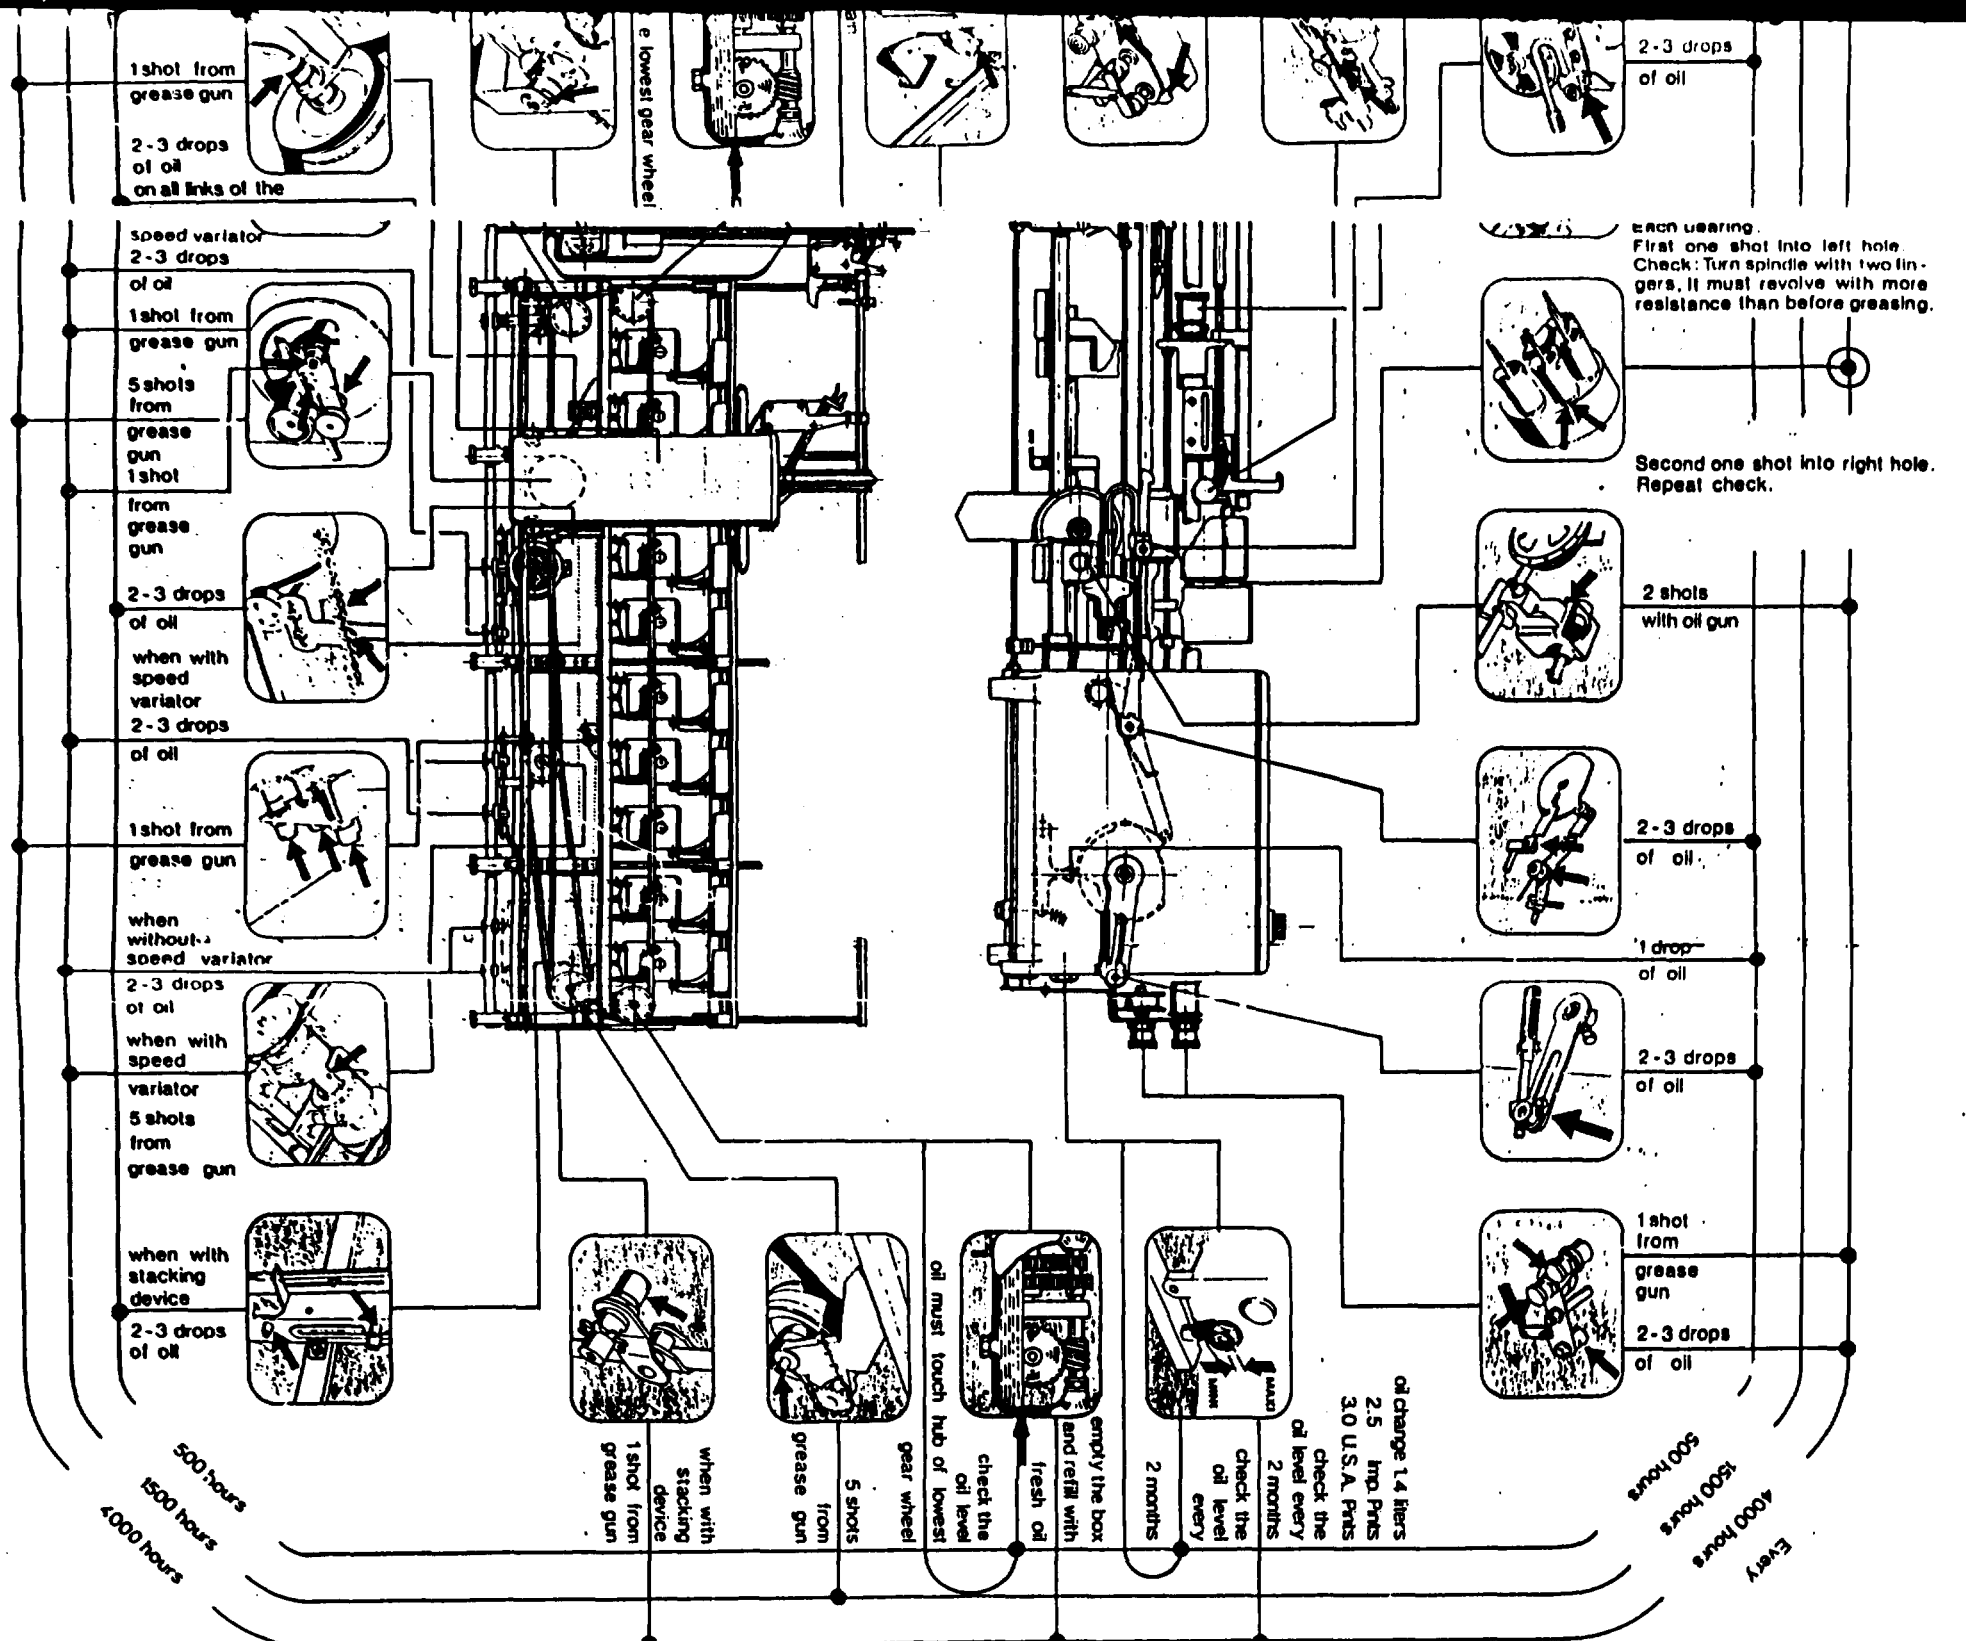 1 shot from
grease gun
2-3 drops
of oil
on all links of the
speed variator
2-3 drops
of oil
1 shot from
grease gun
5 shots
from
grease
gun
1 shot
from
grease
gun
2-3 drops
of oil
when with
speed
variator
2-3 drops
of oil
1 shot from
grease gun
when
without
speed variator
2-3 drops
of oil
when with
speed
variator
5 shots
from
grease gun
when with
stacking
device
2-3 drops
of oil
e lowest gear wheel
2-3 drops
of oil
Each bearing.
First one shot into left hole.
Check: Turn spindle with two fin-
gers, it must revolve with more
resistance than before greasing.
Second one shot into right hole.
Repeat check.
2 shots
with oil gun
2-3 drops
of oil.
1 drop
of oil
2-3 drops
of oil
1 shot
from
grease
gun
2-3 drops
of oil
when with
stacking
device
1 shot from
grease gun
5 shots
from
grease gun
oil must touch hub of lowest
gear wheel
check the
oil level
empty the box
and refill with
fresh oil
MINI
MAXI
oil change 1.4 liters
2.5 Imp. Pints
3.0 U.S.A. Pints
check the
oil level every
2 months
check the
oil level
every
2 months
500 hours
1500 hours
4000 hours
500 hours
1500 hours
4000 hours
Every